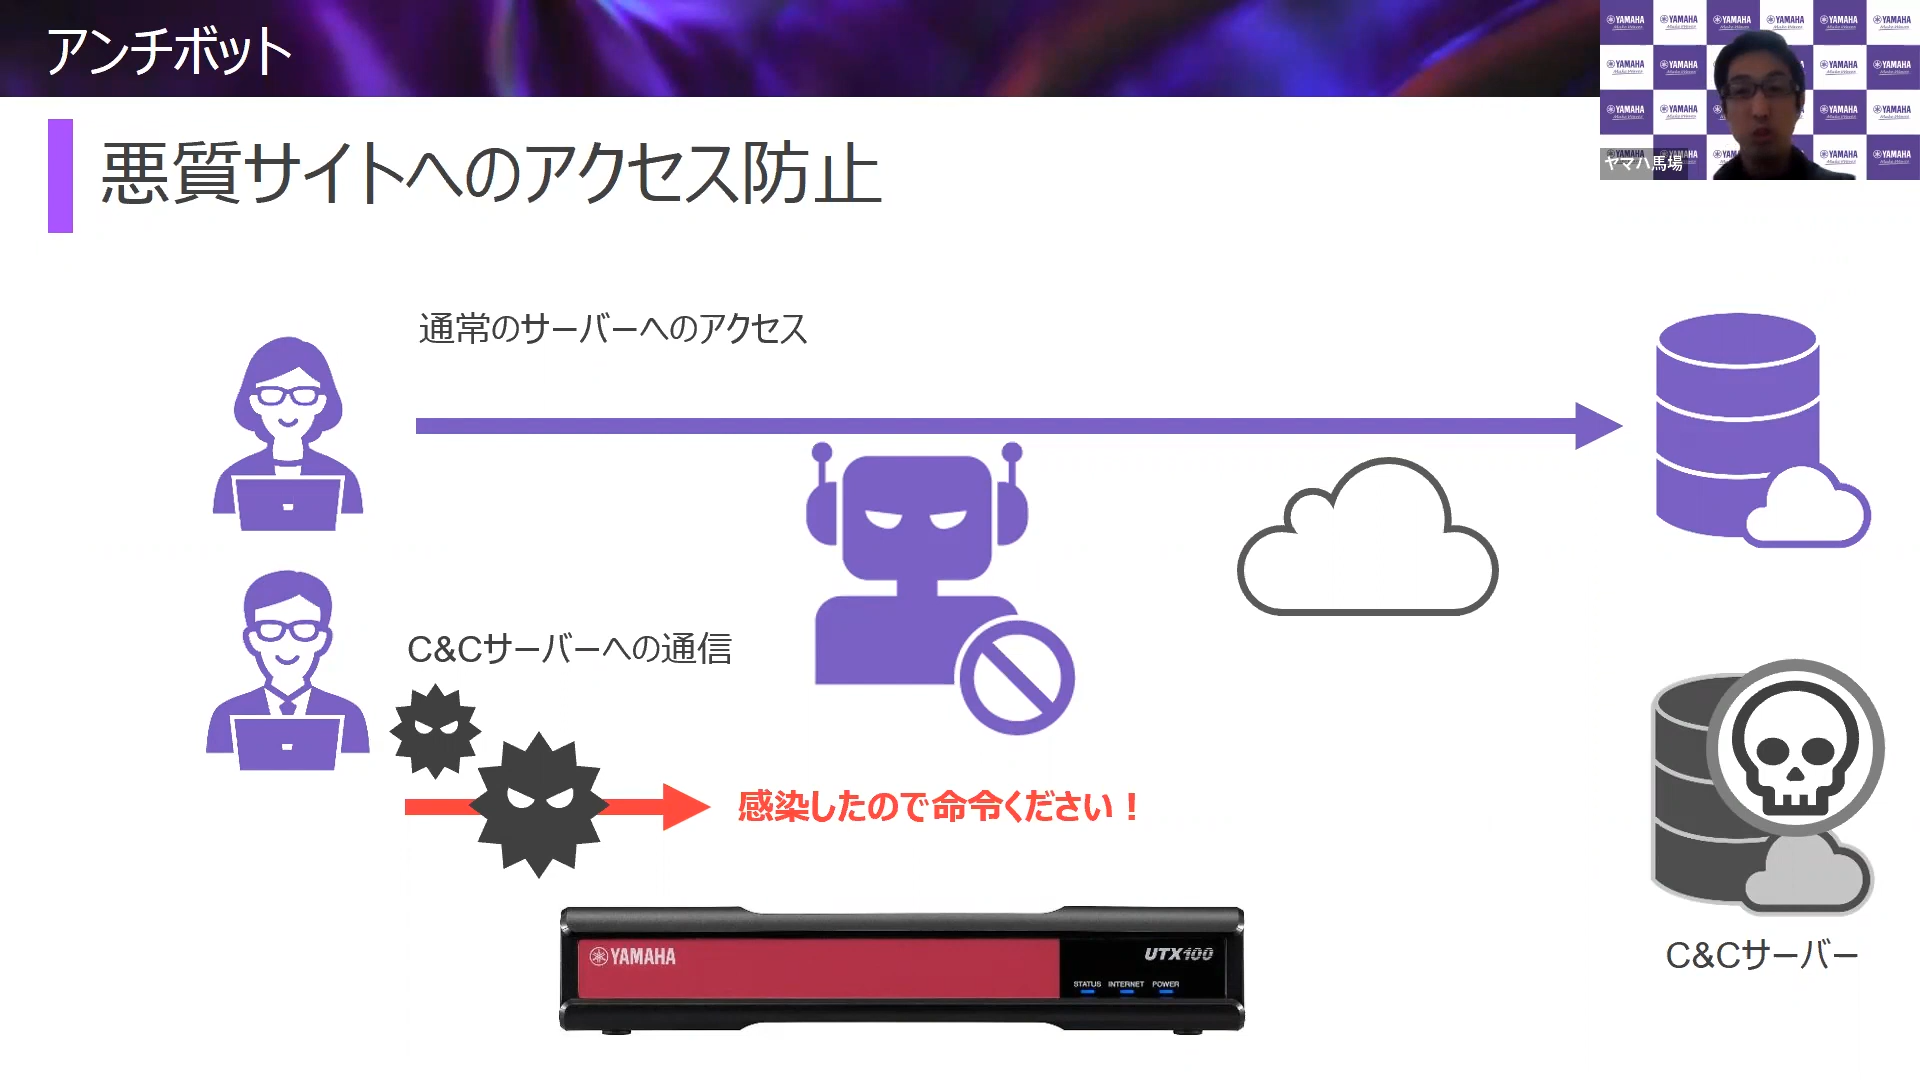 アンチボット
悪質サイトへのアクセス防止
ヤマハ馬場
通常のサーバーへのアクセス
C&Cサーバーへの通信
感染したので命令ください！
YAMAHA
UTX100
STATUS INTERNET POWER
C&Cサーバー